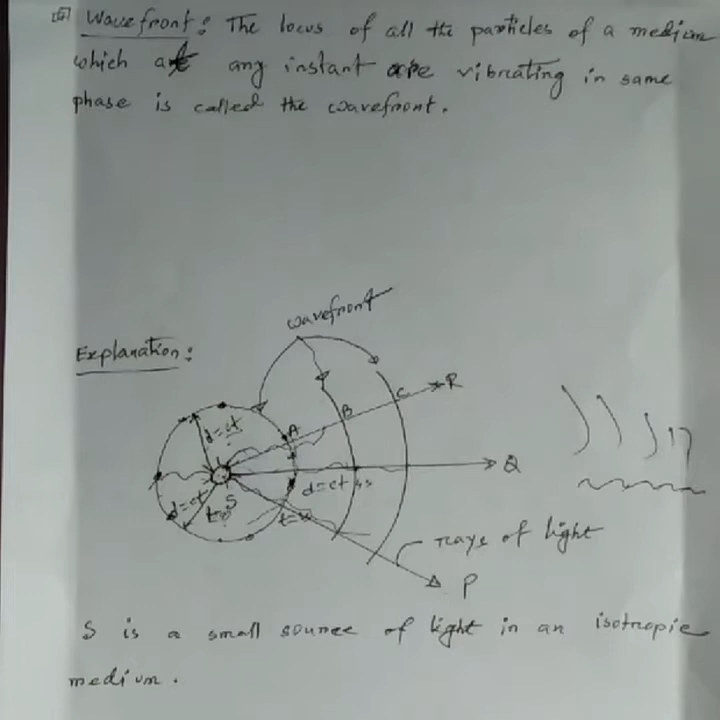 Wavefront: The locus of all the particles of a medium
which at any instant are vibrating in same
phase is called the wavefront.
wavefront
Explanation:
R
C
B
A
d=ct
Q
d=ct
d=ct
S
t=0
rays of light
P
S is a small source of light in an isotropic
medium.